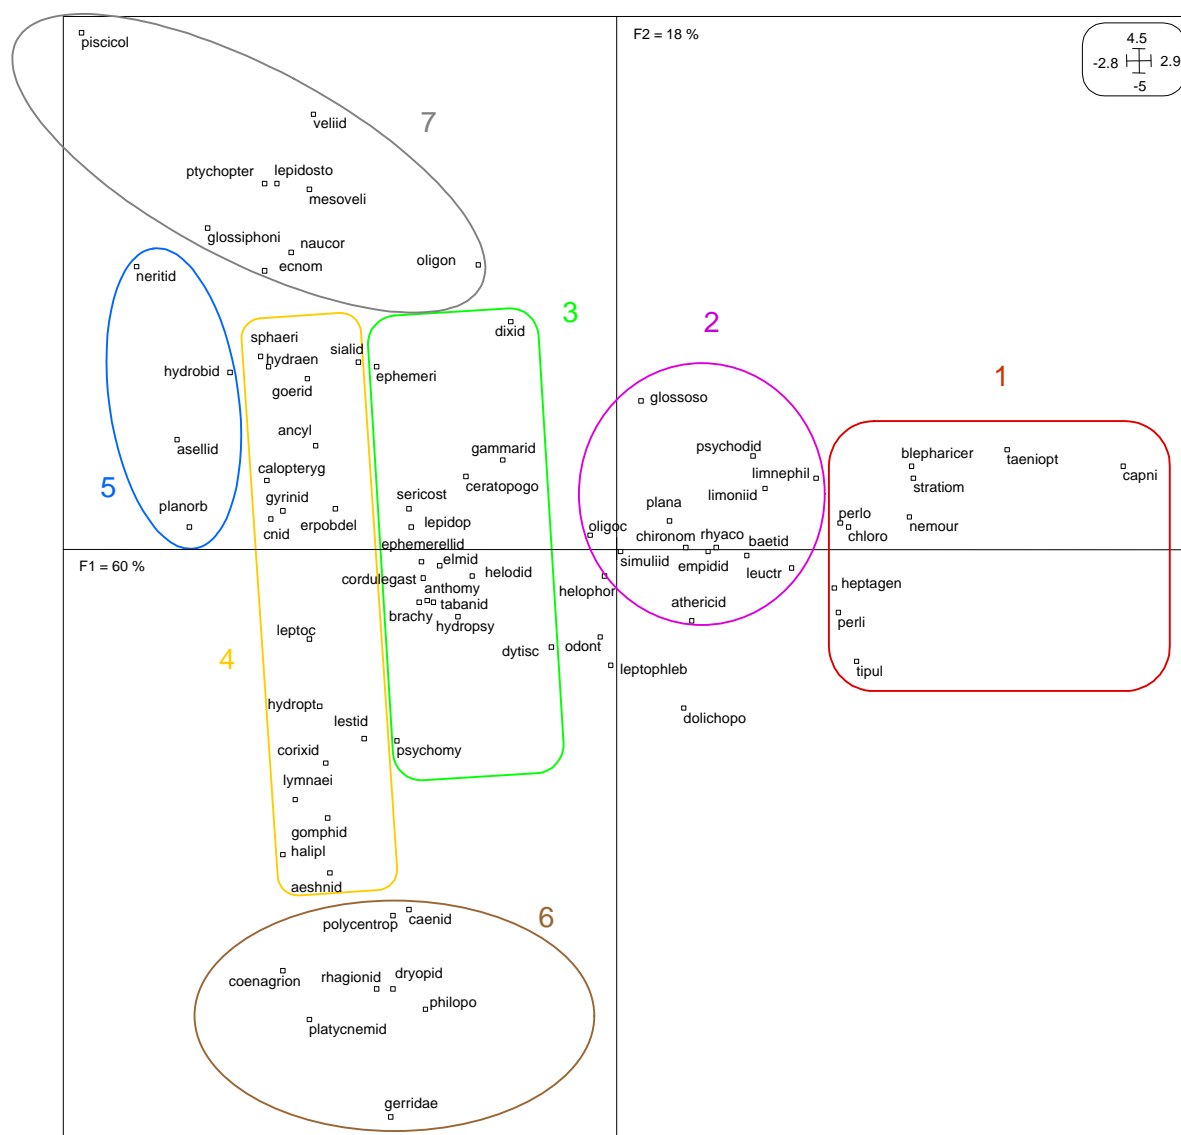 F2 = 18 %
4.5
-2.8
2.9
-5
piscicol
veliid
7
ptychopter
lepidosto
mesoveli
glossiphoni
naucor
ecnom
oligon
neritid
3
2
1
sphaeri
sialid
dixid
hydraen
hydrobid
ephemeri
goerid
glossoso
ancyl
asellid
gammarid
psychodid
blepharicer
taeniopt
capni
calopteryg
ceratopogo
limnephil
stratiom
5
sericost
limoniid
planorb
gyrinid
erpobdel
lepidop
plana
perlo
nemour
cnid
oligoc
chironom
rhyaco
baetid
chloro
ephemerellid
F1 = 60 %
elmid
simuliid
empidid
leuctr
cordulegast
helodid
anthomy
helophor
heptagen
brachy
tabanid
athericid
perli
hydropsy
leptoc
4
dytisc
odont
leptophleb
tipul
hydropt
lestid
dolichopo
corixid
psychomy
lymnaei
gomphid
halipl
aeshnid
polycentrop
caenid
6
coenagrion
rhagionid
dryopid
philopo
platycnemid
gerridae